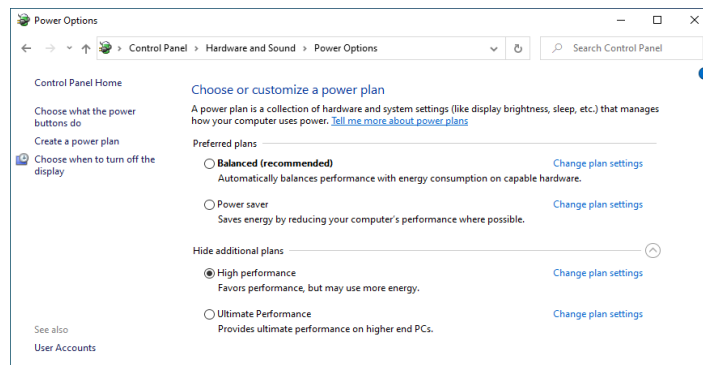 Power Options
Control Panel > Hardware and Sound > Power Options
Search Control Panel
Control Panel Home
Choose what the power
buttons do
Create a power plan
Choose when to turn off the
display
See also
User Accounts
Choose or customize a power plan
A power plan is a collection of hardware and system settings (like display brightness, sleep, etc.) that manages
how your computer uses power. Tell me more about power plans
Preferred plans
Balanced (recommended)
Change plan settings
Automatically balances performance with energy consumption on capable hardware.
Power saver
Change plan settings
Saves energy by reducing your computer's performance where possible.
Hide additional plans
High performance
Change plan settings
Favors performance, but may use more energy.
Ultimate Performance
Change plan settings
Provides ultimate performance on higher end PCs.